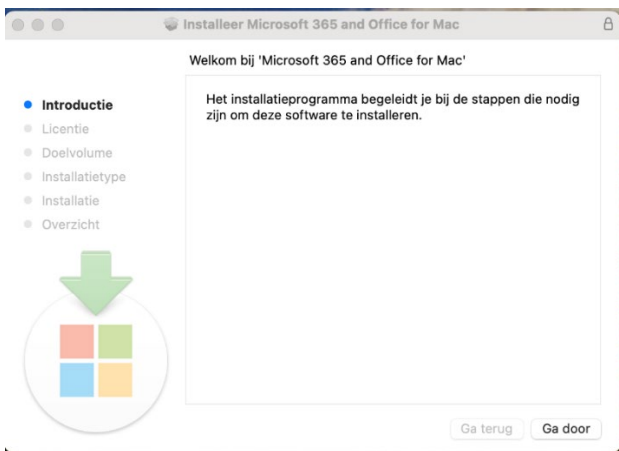 Installeer Microsoft 365 and Office for Mac
Welkom bij 'Microsoft 365 and Office for Mac'
Introductie
Licentie
Doelvolume
Installatietype
Installatie
Overzicht
Het installatieprogramma begeleidt je bij de stappen die nodig
zijn om deze software te installeren.
Ga terug
Ga door